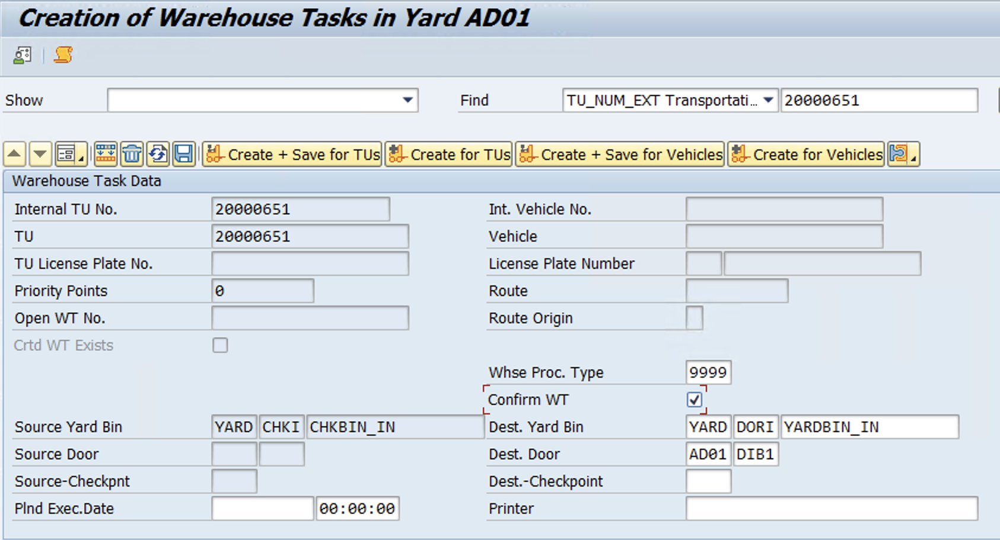 Creation of Warehouse Tasks in Yard AD01
Show Find TU_NUM_EXT Transportati... 20000651
Create + Save for TUs Create for TUs Create + Save for Vehicles Create for Vehicles
Warehouse Task Data
Internal TU No. 20000651 Int. Vehicle No.
TU 20000651 Vehicle
TU License Plate No. License Plate Number
Priority Points 0 Route
Open WT No. Route Origin
Crtd WT Exists
Whse Proc. Type 9999
Confirm WT
Source Yard Bin YARD CHKI CHKBIN_IN Dest. Yard Bin YARD DORI YARDBIN_IN
Source Door Dest. Door AD01 DIB1
Source-Checkpnt Dest.-Checkpoint
Plnd Exec.Date 00:00:00 Printer